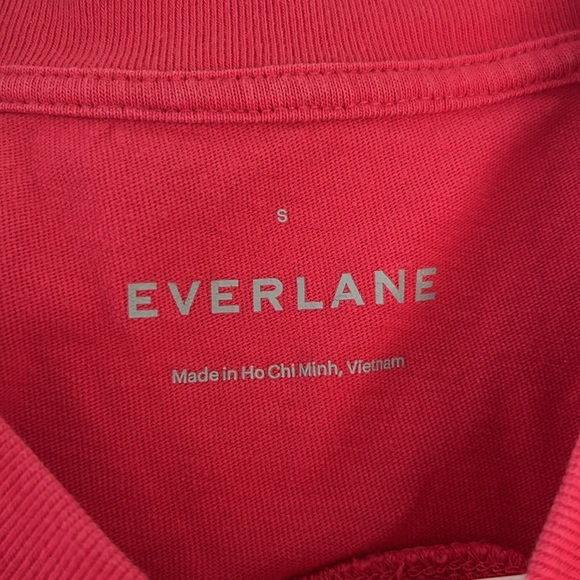 S
EVERLANE
Made in Ho Chi Minh, Vietnam